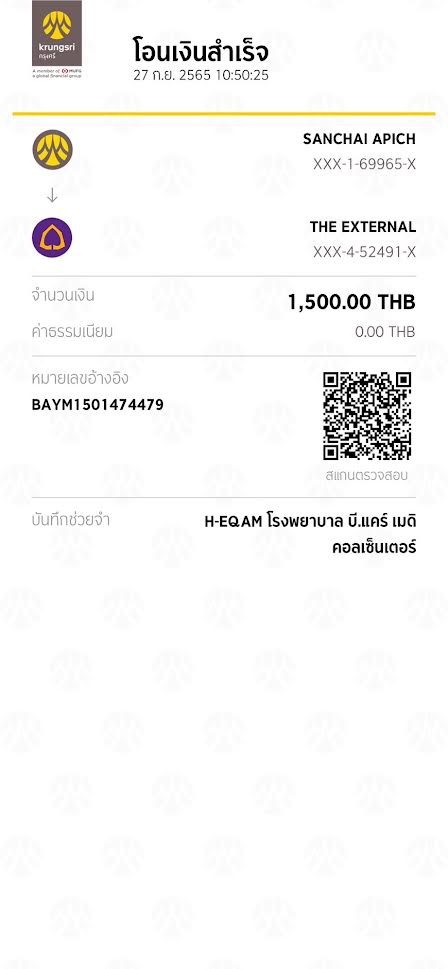 krungsri
กรุงศรี
A member of MUFG
a global financial group
โอนเงินสำเร็จ
27 ก.ย. 2565 10:50:25
SANCHAI APICH
XXX-1-69965-X
THE EXTERNAL
XXX-4-52491-X
จำนวนเงิน 1,500.00 THB
ค่าธรรมเนียม 0.00 THB
หมายเลขอ้างอิง
BAYM1501474479
สแกนตรวจสอบ
บันทึกช่วยจำ H-EQAM โรงพยาบาล บี.แคร์ เมดิ
คอลเซ็นเตอร์